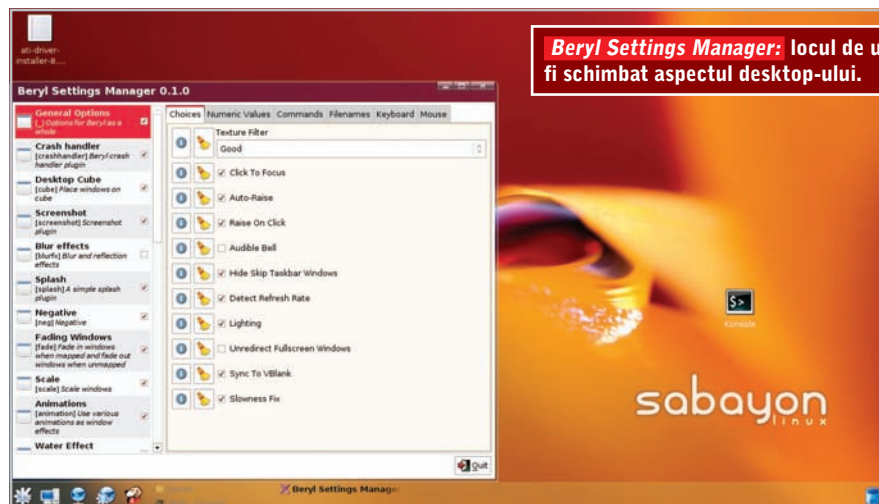 ati-driver-
installer-8....
Beryl Settings Manager: locul de u
fi schimbat aspectul desktop-ului.
Beryl Settings Manager 0.1.0
General Options
[_] Options for Beryl as a
whole
Crash handler
[crashhandler] Beryl crash
handler plugin
Desktop Cube
[cube] Place windows on
cube
Screenshot
[screenshot] Screenshot
plugin
Blur effects
[blurfx] Blur and reflection
effects
Splash
[splash] A simple splash
plugin
Negative
[neg] Negative
Fading Windows
[fade] Fade in windows
when mapped and fade out
windows when unmapped
Scale
[scale] Scale windows
Animations
[animation] Use various
animations as window
effects
Water Effect
Choices Numeric Values Commands Filenames Keyboard Mouse
Texture Filter
Good
Click To Focus
Auto-Raise
Raise On Click
Audible Bell
Hide Skip Taskbar Windows
Detect Refresh Rate
Lighting
Unredirect Fullscreen Windows
Sync To VBlank
Slowness Fix
Quit
$>
Konsole
sabayon
linux
Beryl Settings Manag